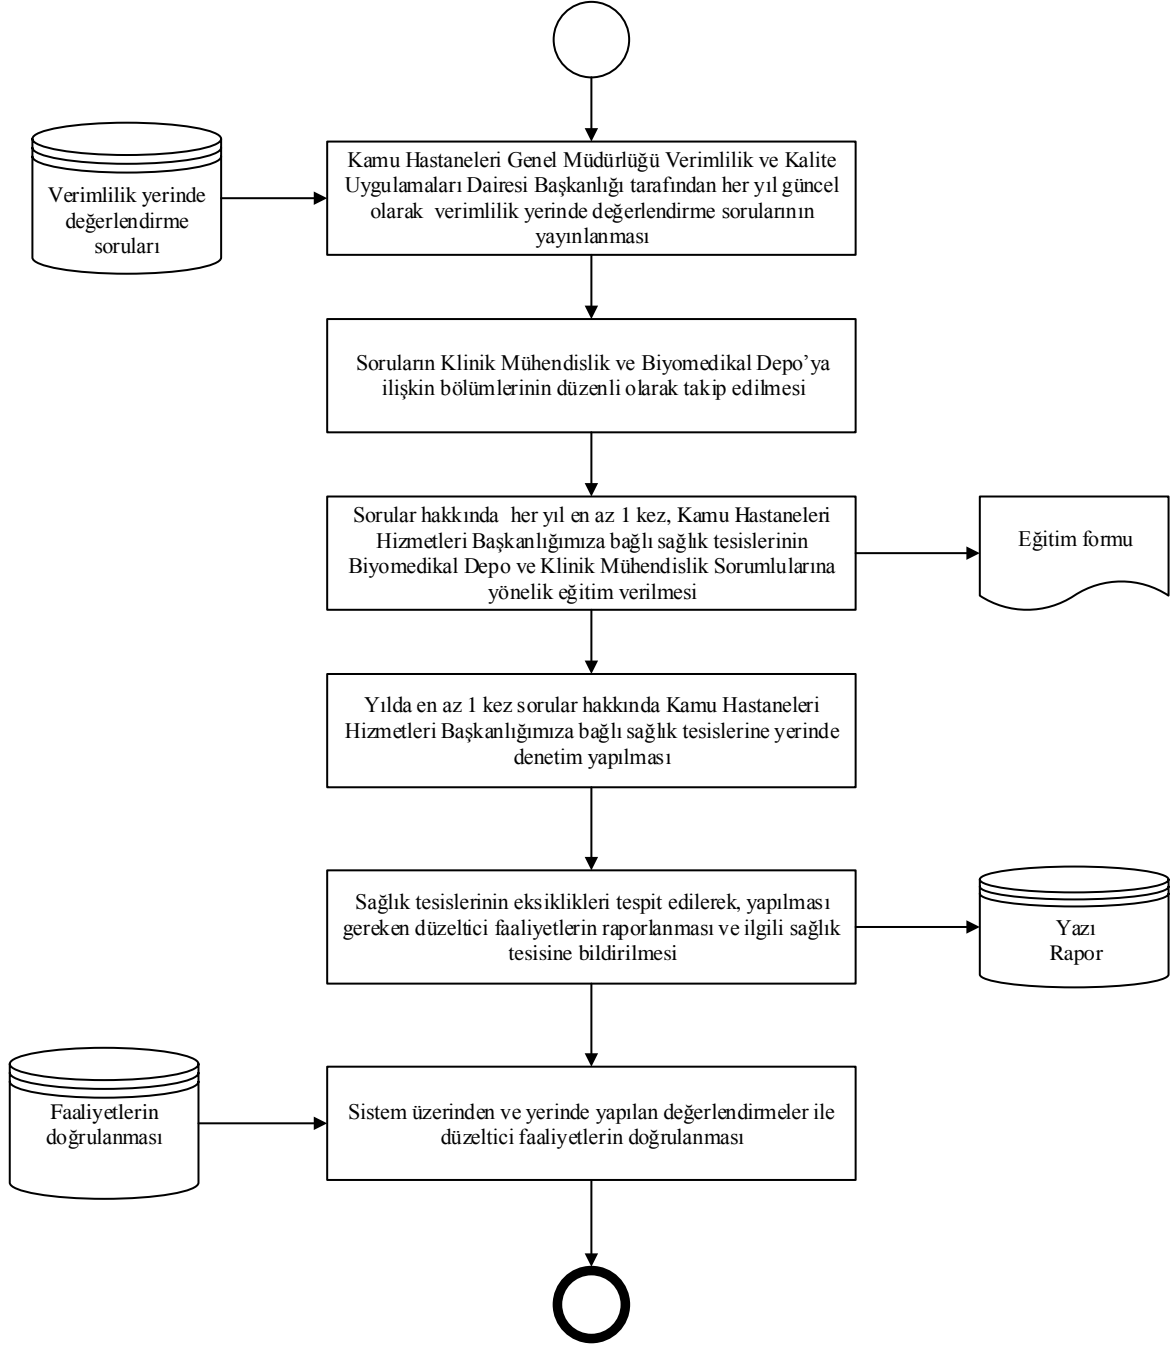 Verimlilik yerinde
değerlendirme
soruları
Kamu Hastaneleri Genel Müdürlüğü Verimlilik ve Kalite
Uygulamaları Dairesi Başkanlığı tarafından her yıl güncel
olarak verimlilik yerinde değerlendirme sorularının
yayınlanması
Soruların Klinik Mühendislik ve Biyomedikal Depo’ya
ilişkin bölümlerinin düzenli olarak takip edilmesi
Sorular hakkında her yıl en az 1 kez, Kamu Hastaneleri
Hizmetleri Başkanlığımıza bağlı sağlık tesislerinin
Biyomedikal Depo ve Klinik Mühendislik Sorumlularına
yönelik eğitim verilmesi
Eğitim formu
Yılda en az 1 kez sorular hakkında Kamu Hastaneleri
Hizmetleri Başkanlığımıza bağlı sağlık tesislerine yerinde
denetim yapılması
Sağlık tesislerinin eksiklikleri tespit edilerek, yapılması
gereken düzeltici faaliyetlerin raporlanması ve ilgili sağlık
tesisine bildirilmesi
Yazı
Rapor
Faaliyetlerin
doğrulanması
Sistem üzerinden ve yerinde yapılan değerlendirmeler ile
düzeltici faaliyetlerin doğrulanması